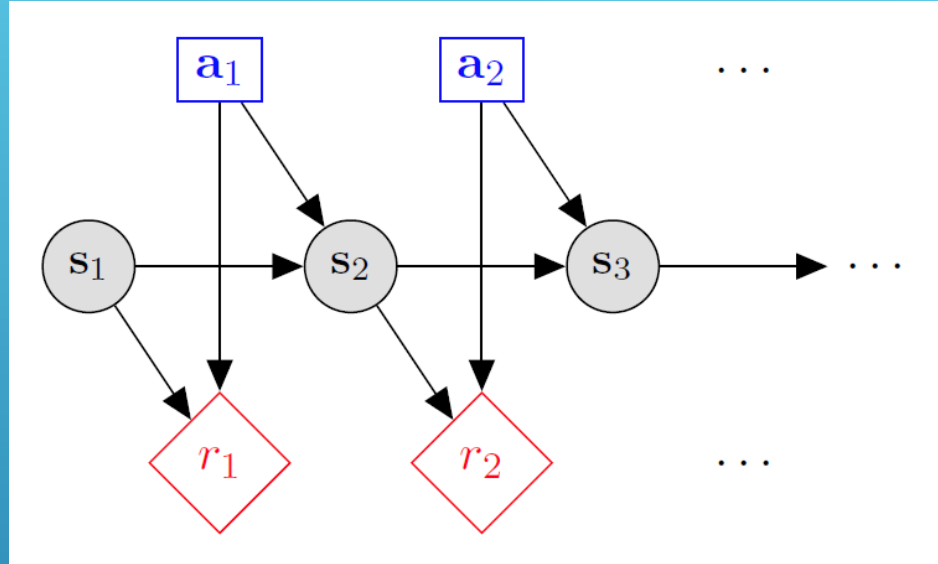 a₁ a₂ ...
s₁ s₂ s₃ ...
r₁ r₂ ...